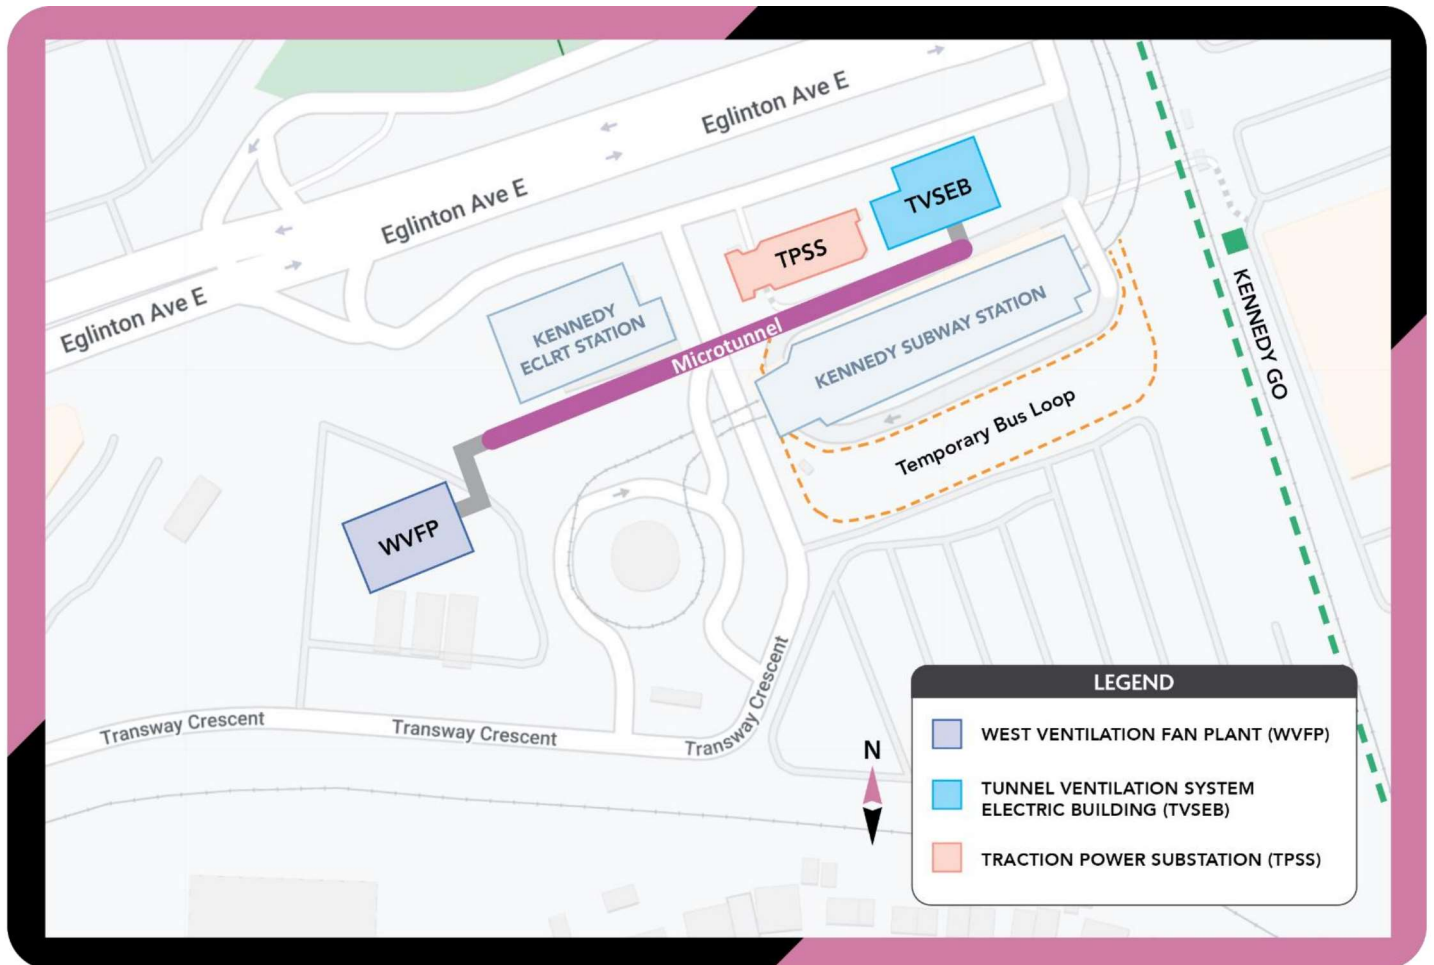 Eglinton Ave E
Eglinton Ave E
Eglinton Ave E
TVSEB
TPSS
KENNEDY
ECLRT STATION
Microtunnel
KENNEDY SUBWAY STATION
KENNEDY GO
Temporary Bus Loop
WVFP
Transway Crescent
Transway Crescent
Transway Crescent
N
LEGEND
WEST VENTILATION FAN PLANT (WVFP)
TUNNEL VENTILATION SYSTEM
ELECTRIC BUILDING (TVSEB)
TRACTION POWER SUBSTATION (TPSS)